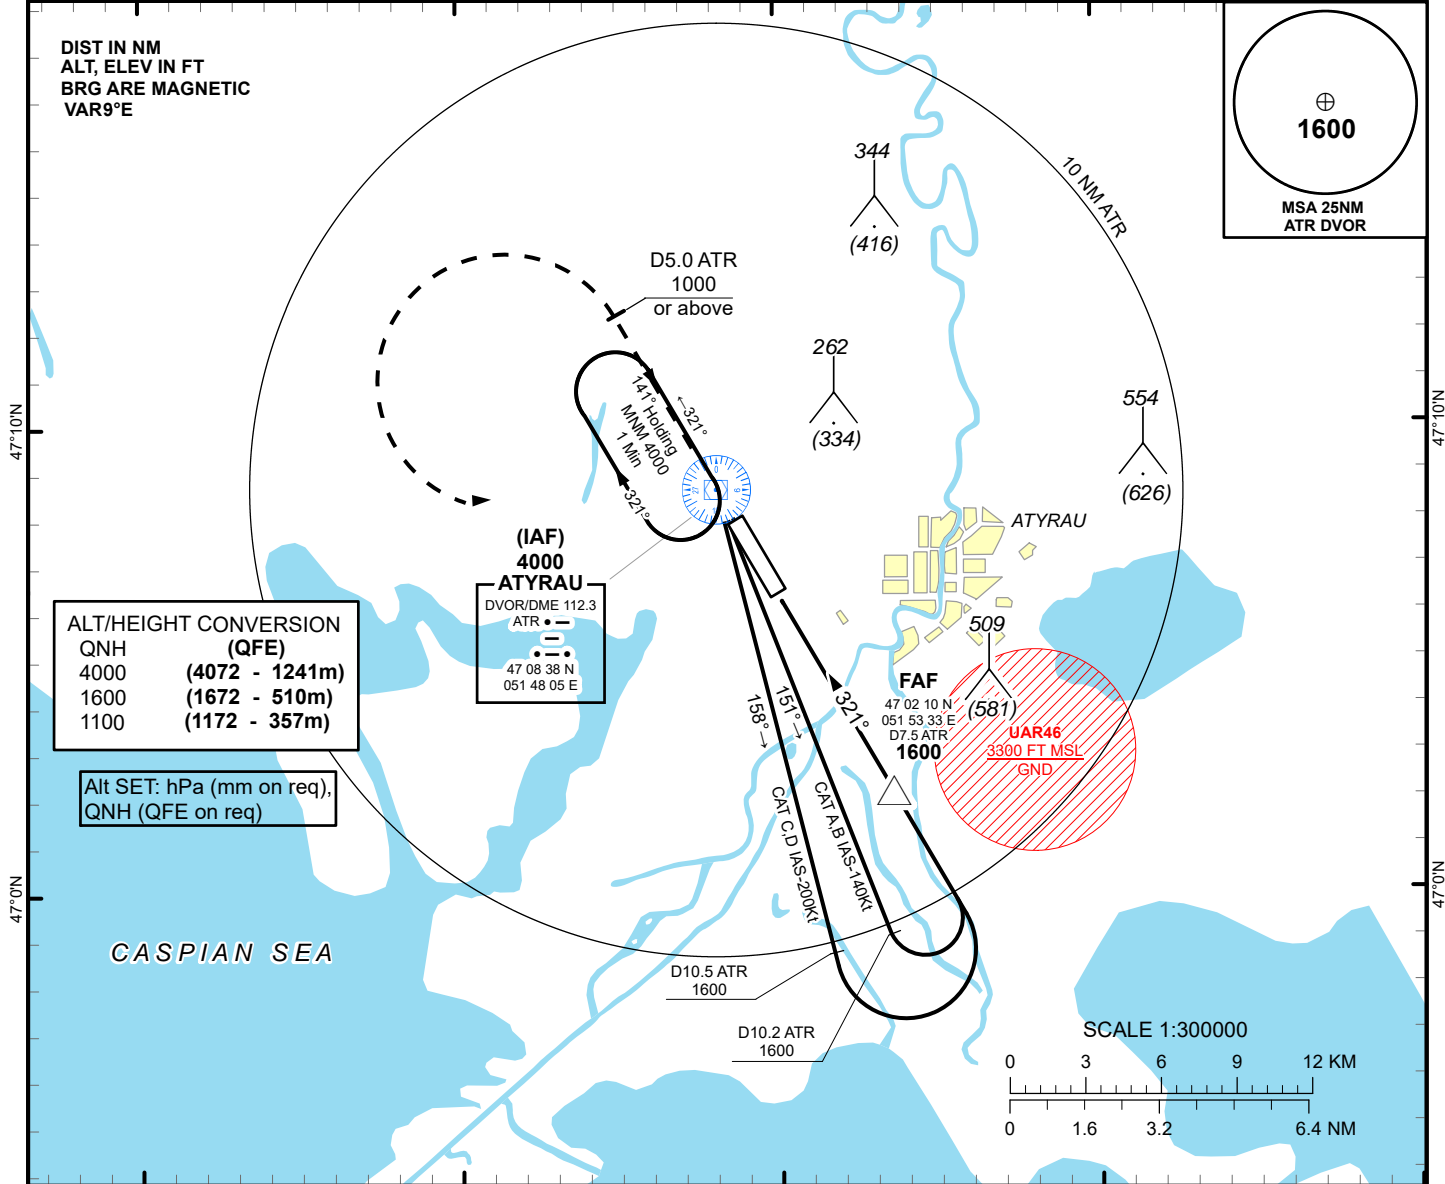 DIST IN NM
ALT, ELEV IN FT
BRG ARE MAGNETIC
VAR9°E
1600
MSA 25NM
ATR DVOR
10 NM ATR
344
(416)
D5.0 ATR
1000
or above
262
(334)
554
(626)
47°10'N
47°10'N
←321°
141° Holding
MNM 4000
1 Min
321°
0
9
27
(IAF)
4000
ATYRAU
DVOR/DME 112.3
ATR
47 08 38 N
051 48 05 E
ATYRAU
509
(581)
ALT/HEIGHT CONVERSION
QNH (QFE)
4000 (4072 - 1241m)
1600 (1672 - 510m)
1100 (1172 - 357m)
Alt SET: hPa (mm on req),
QNH (QFE on req)
FAF
47 02 10 N
051 53 33 E
D7.5 ATR
1600
UAR46
3300 FT MSL
GND
158°→
151°→
321°
CAT C,D IAS-200Kt
CAT A,B IAS-140Kt
47°0'N
47°0'N
CASPIAN SEA
D10.5 ATR
1600
D10.2 ATR
1600
SCALE 1:300000
0 3 6 9 12 KM
0 1.6 3.2 6.4 NM